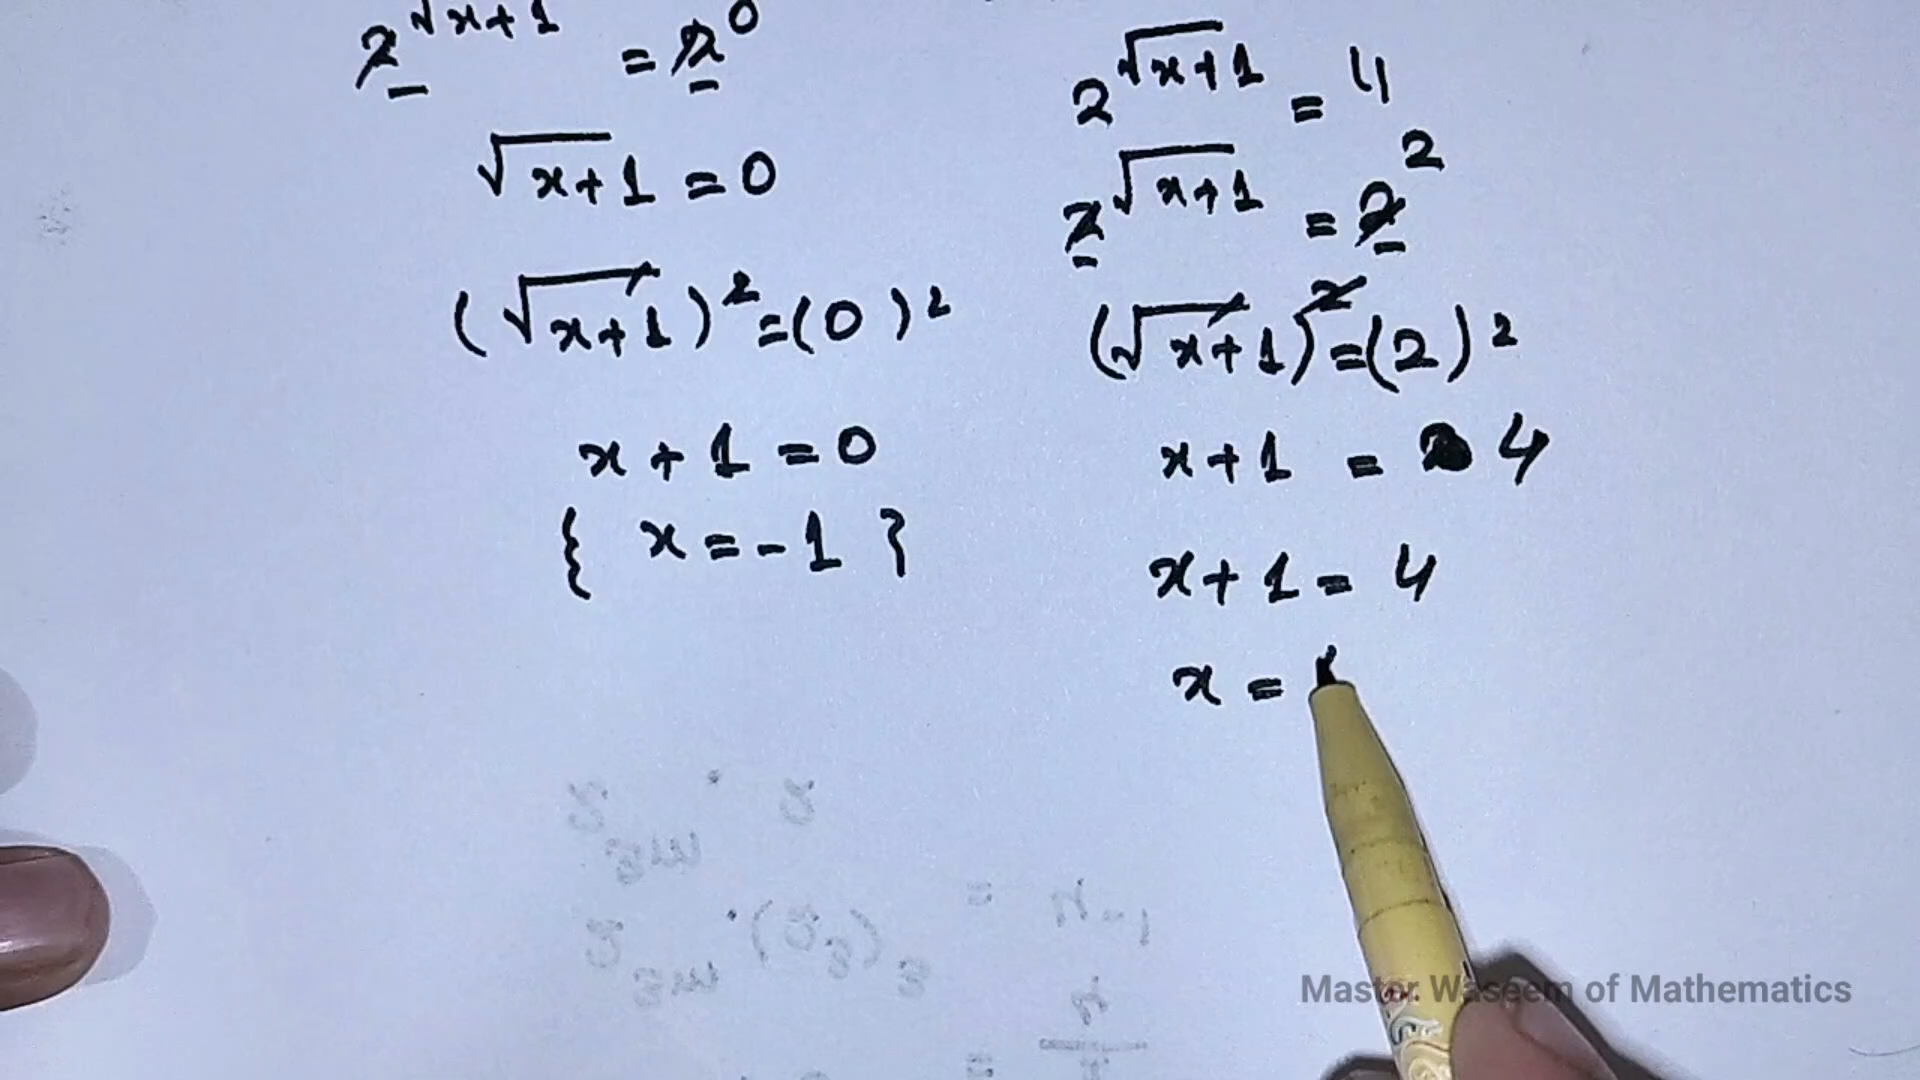 2^√(x+1) = 2^0
√(x+1) = 0
(√(x+1))^2 = (0)^2
x + 1 = 0
{ x = -1 }
2^√(x+1) = 4
2^√(x+1) = 2^2
(√(x+1))^2 = (2)^2
x + 1 = 4
x + 1 = 4
x =
Master Waseem of Mathematics